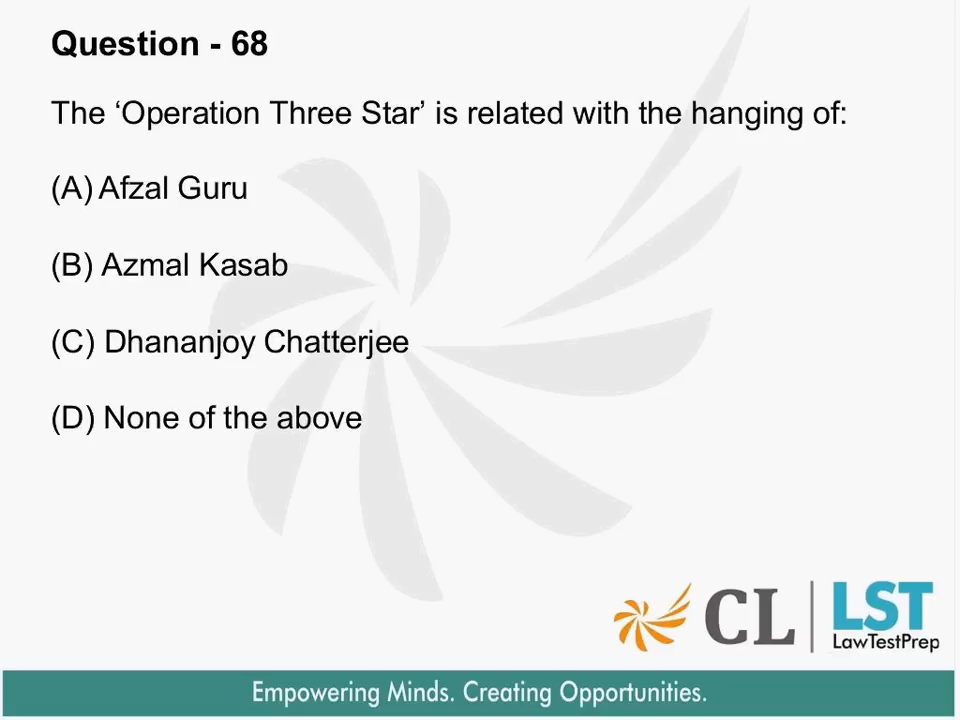 Question - 68
The ‘Operation Three Star’ is related with the hanging of:
(A) Afzal Guru
(B) Azmal Kasab
(C) Dhananjoy Chatterjee
(D) None of the above
CL | LST
LawTestPrep
Empowering Minds. Creating Opportunities.